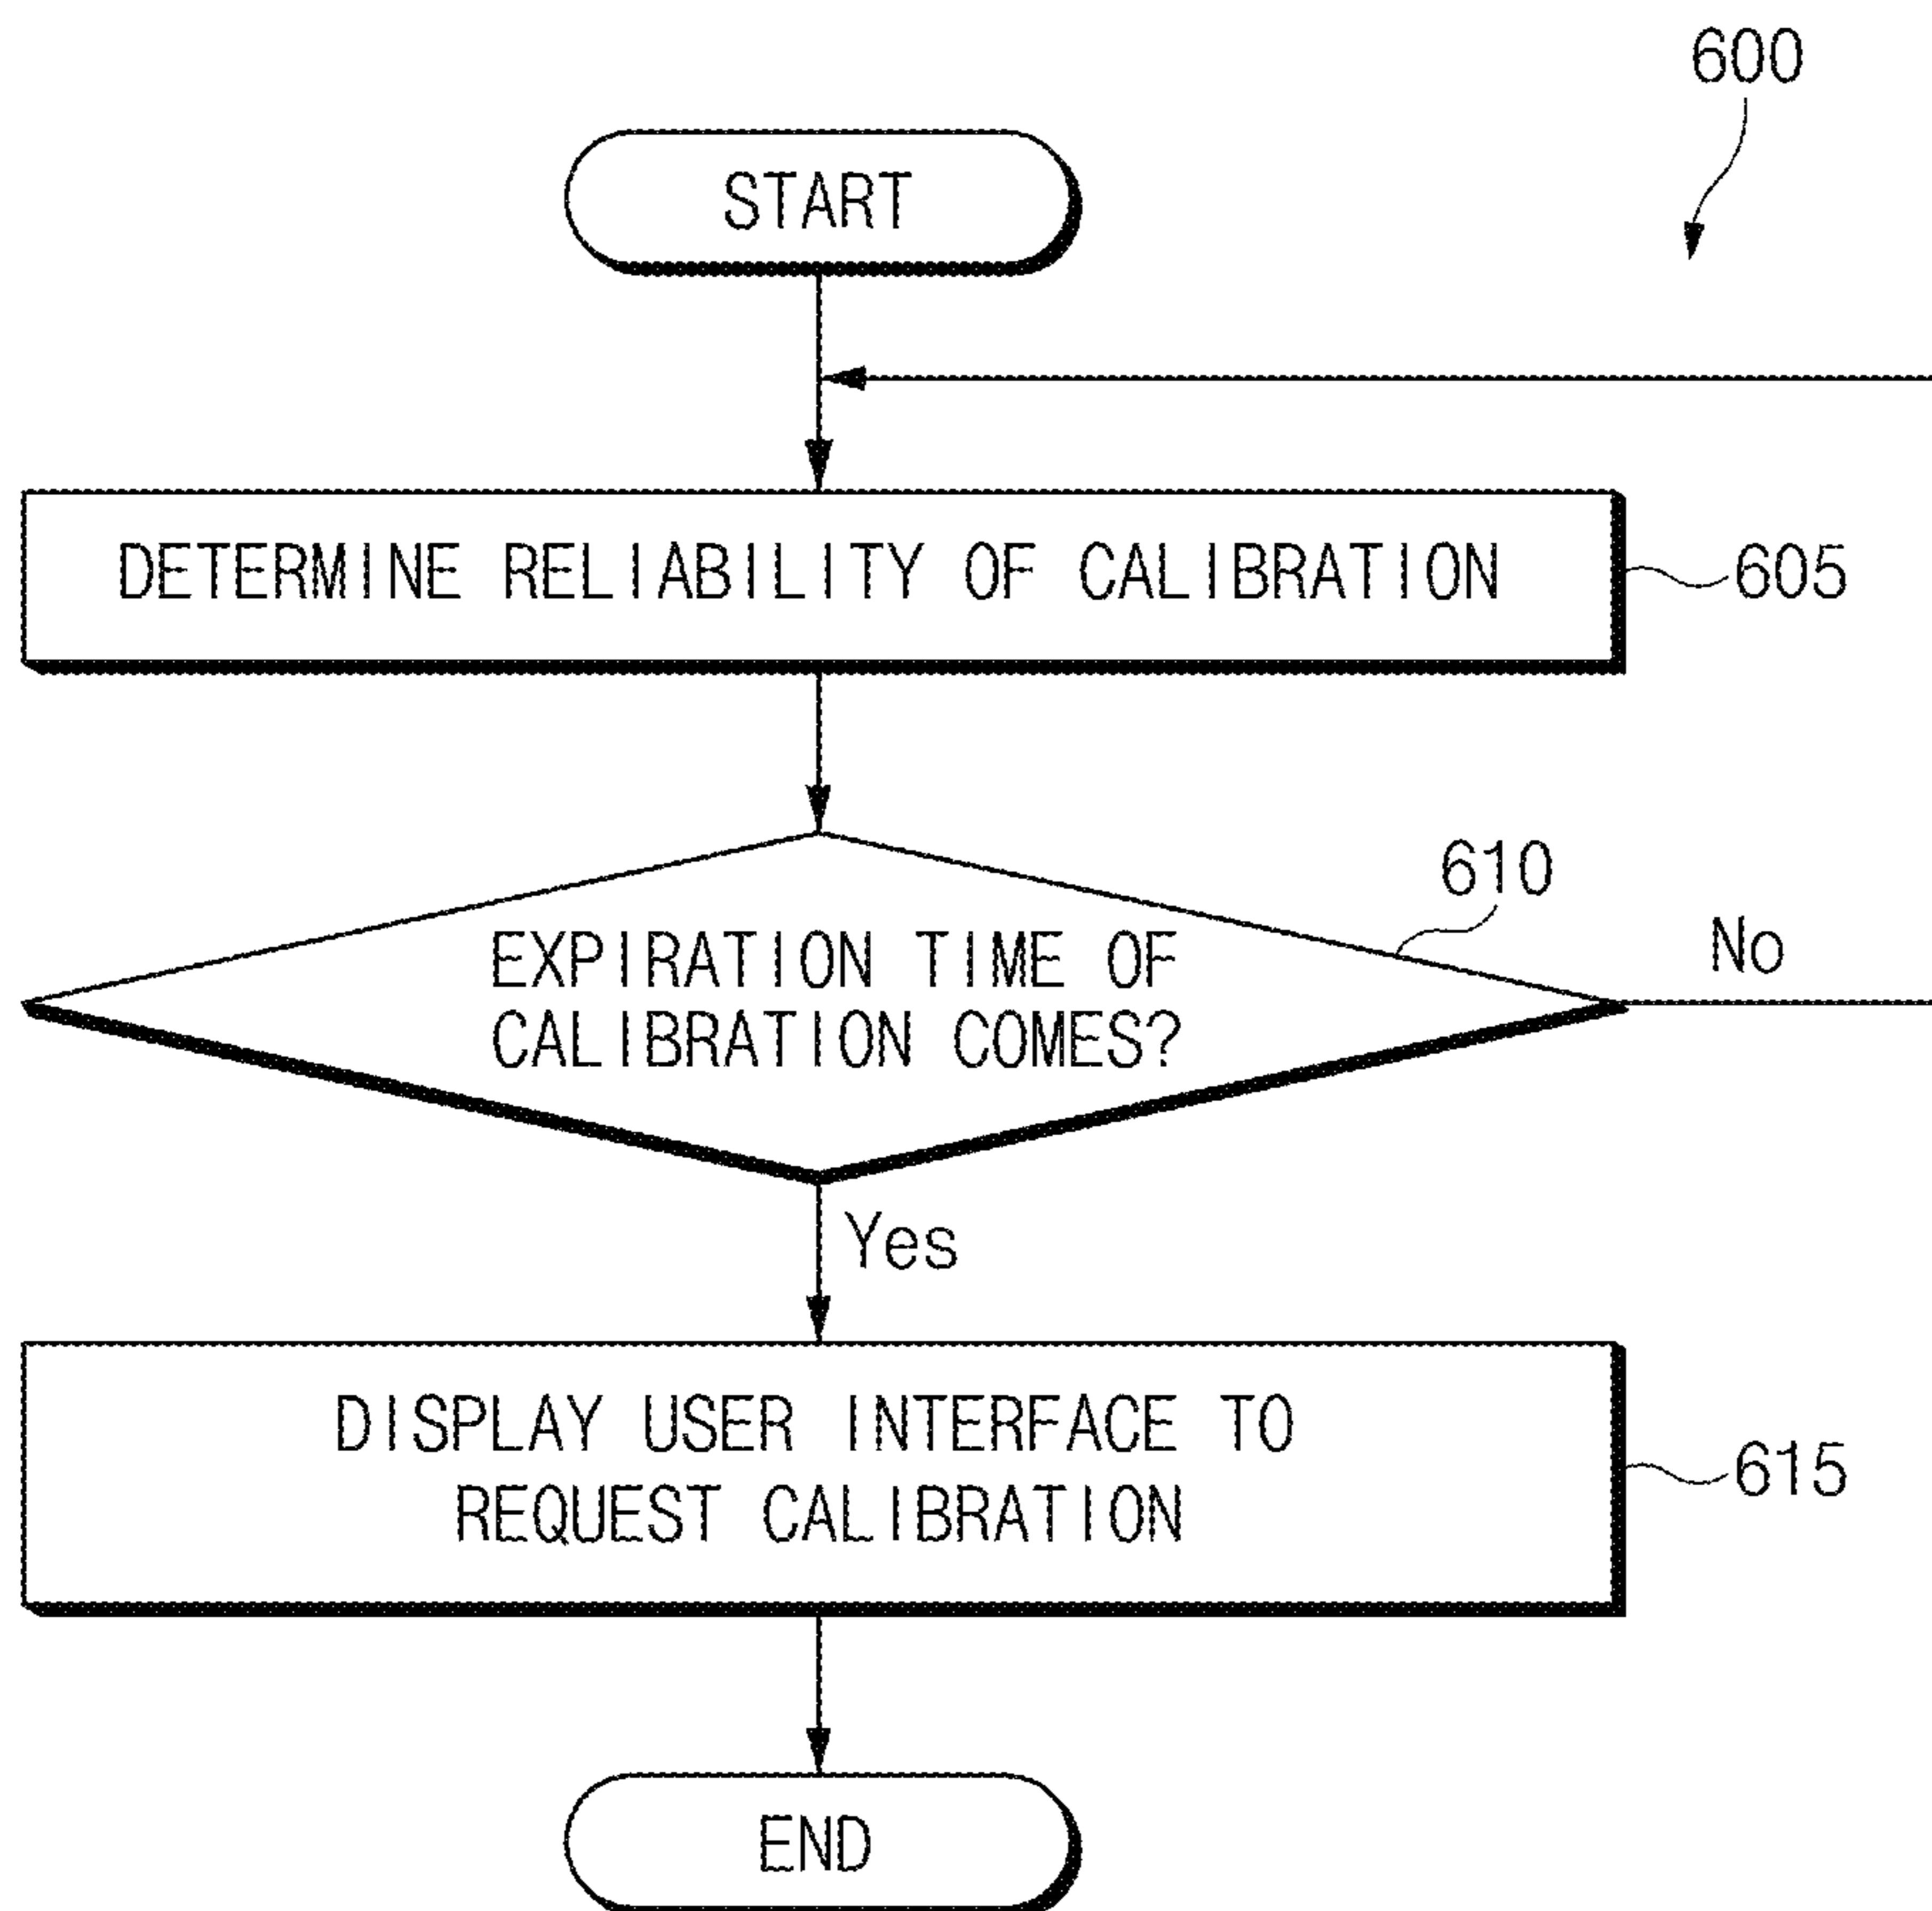 600
START
DETERMINE RELIABILITY OF CALIBRATION
605
610
EXPIRATION TIME OF
CALIBRATION COMES?
No
Yes
DISPLAY USER INTERFACE TO
REQUEST CALIBRATION
615
END